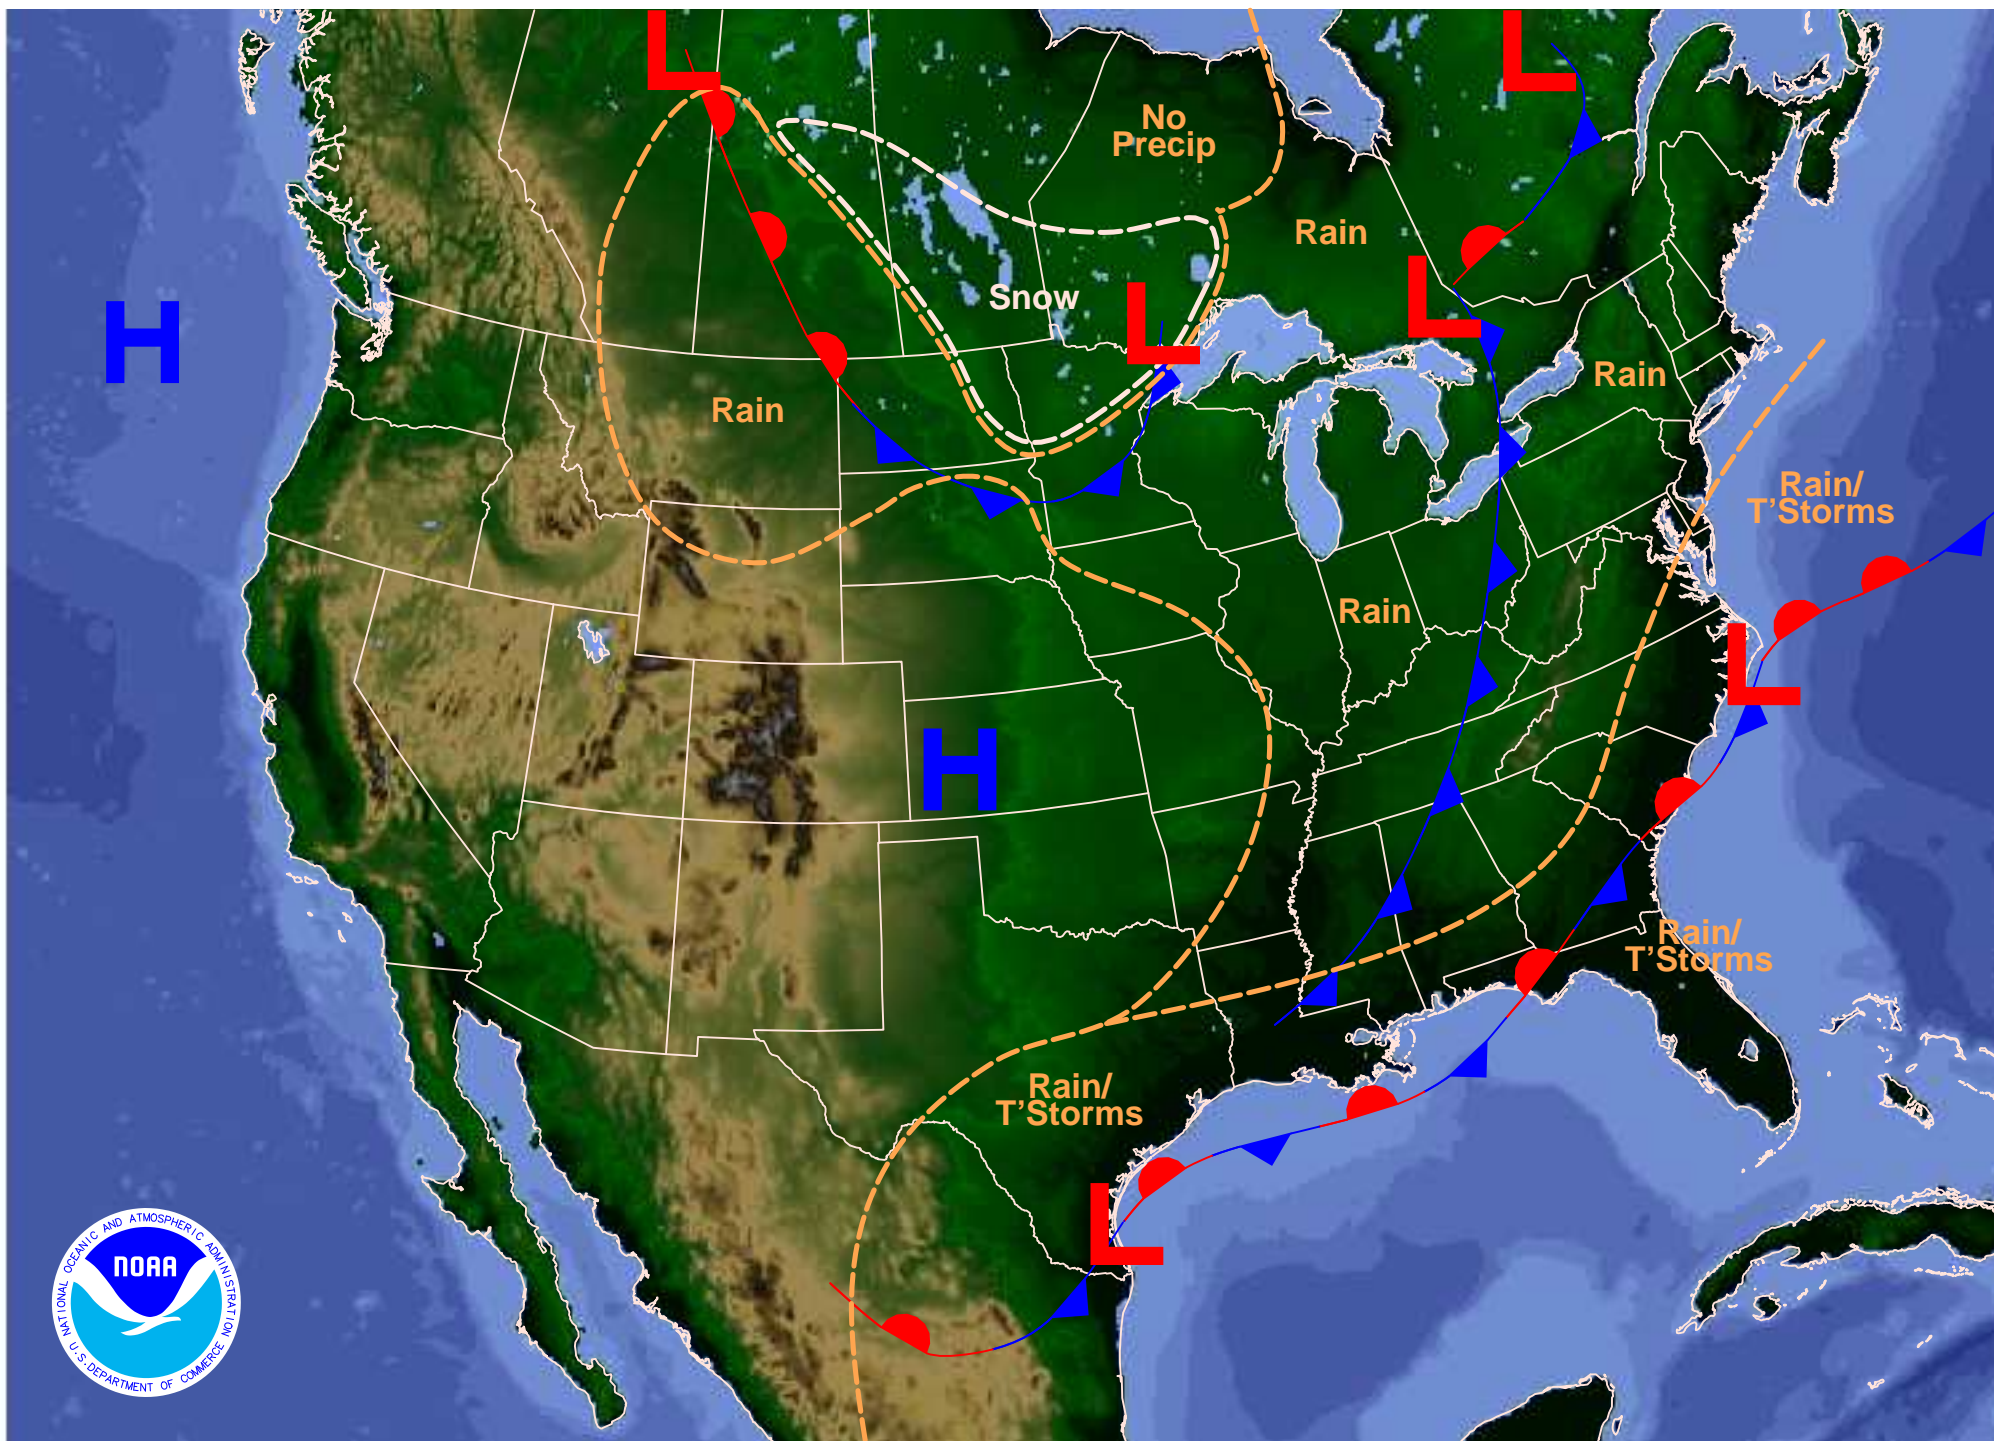 L
L
No
Precip
Rain
L
Snow
L
H
Rain
Rain
Rain/
T'Storms
Rain
L
H
Rain/
T'Storms
Rain/
T'Storms
L
NATIONAL OCEANIC AND ATMOSPHERIC ADMINISTRATION
NOAA
U.S. DEPARTMENT OF COMMERCE